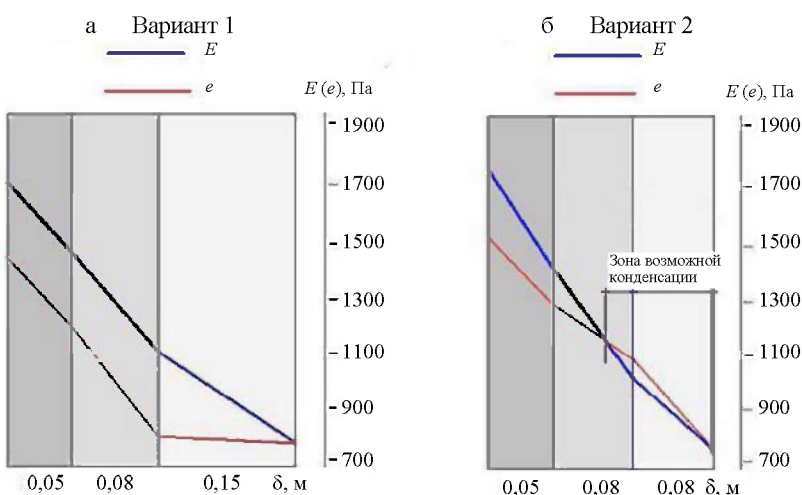 а Вариант 1
E
e
E (e), Па
1900
1700
1500
1300
1100
900
700
0,05 0,08 0,15 δ, м
б Вариант 2
E
e
E (e), Па
1900
1700
1500
1300
1100
900
700
Зона возможной
конденсации
0,05 0,08 0,08 δ, м